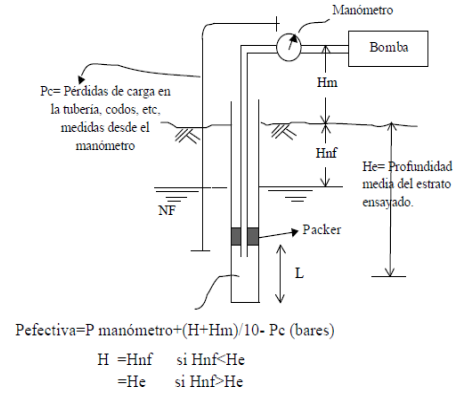 Manómetro
Bomba
Hm
Pc= Pérdidas de carga en
la tubería, codos, etc,
medidas desde el
manómetro
Hnf
He= Profundidad
media del estrato
ensayado.
NF
Packer
L
Pefectiva=P manómetro+(H+Hm)/10- Pc (bares)
H =Hnf si Hnf<He
=He si Hnf>He